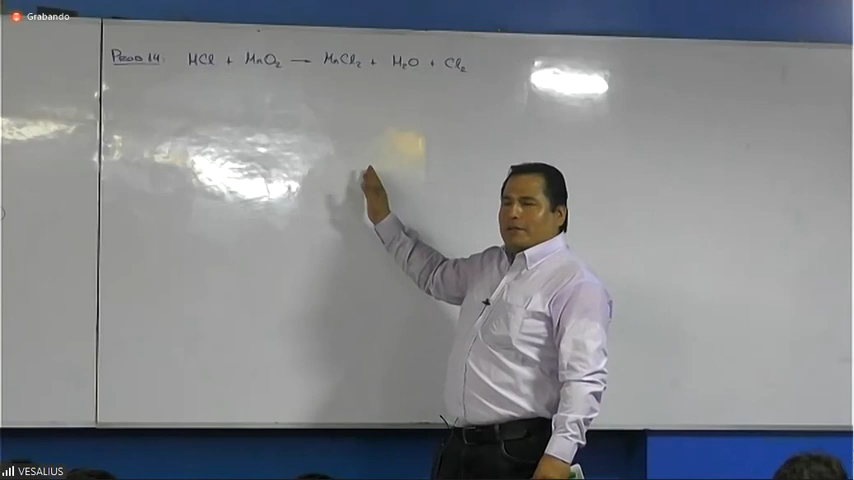 Grabando
PROB 14: HCl + MnO₂ → MnCl₂ + H₂O + Cl₂
VESALIUS